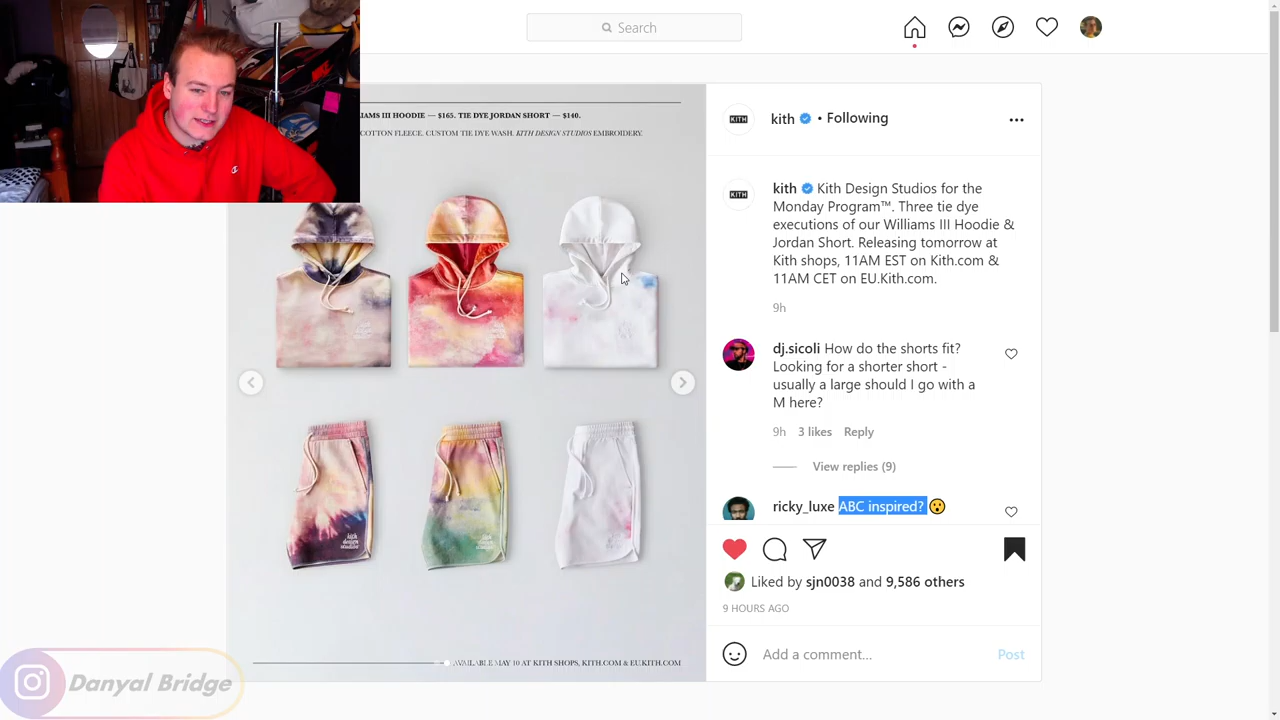 Search
IAMS III HOODIE — $165. TIE DYE JORDAN SHORT — $140.
COTTON FLEECE. CUSTOM TIE DYE WASH. KITH DESIGN STUDIOS EMBROIDERY.
AVAILABLE MAY 10 AT KITH SHOPS, KITH.COM & EU.KITH.COM
KITH
kith • Following
KITH
kith Kith Design Studios for the
Monday Program™. Three tie dye
executions of our Williams III Hoodie &
Jordan Short. Releasing tomorrow at
Kith shops, 11AM EST on Kith.com &
11AM CET on EU.Kith.com.
9h
dj.sicoli How do the shorts fit?
Looking for a shorter short -
usually a large should I go with a
M here?
9h 3 likes Reply
View replies (9)
ricky_luxe ABC inspired? 😯
Liked by sjn0038 and 9,586 others
9 HOURS AGO
Add a comment...
Post
Danyal Bridge